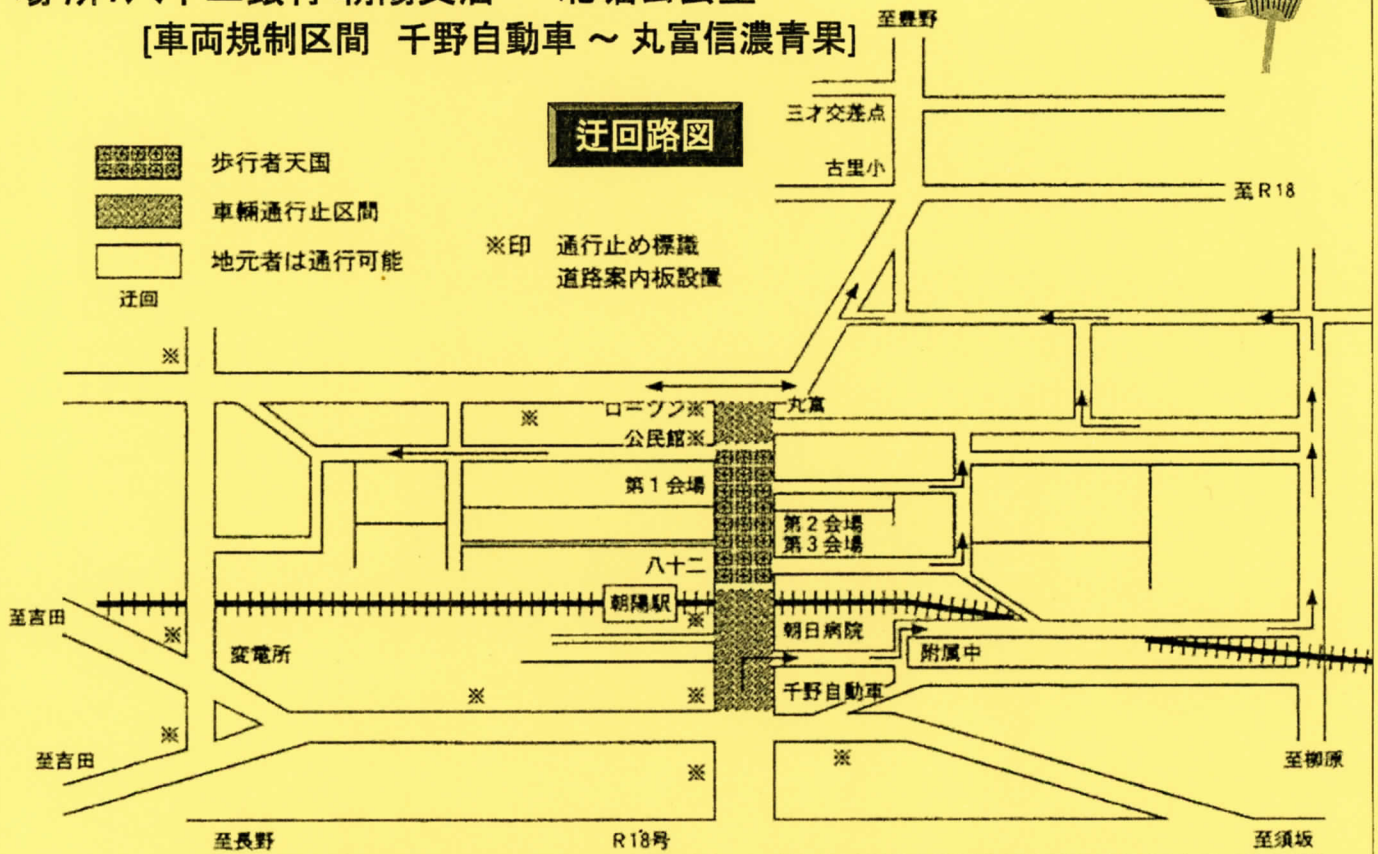 [車両規制区間 千野自動車 ~ 丸富信濃青果]
至豊野
迂回路図
三才交差点
歩行者天国
古里小
車輛通行止区間
至R18
※印 通行止め標識
地元者は通行可能
道路案内板設置
迂回
※
ローソン※
丸富
※
公民館※
第1会場
第2会場
第3会場
八十二
朝陽駅
至吉田
※
※
朝日病院
変電所
附属中
千野自動車
※
※
※
※
※
至吉田
至柳原
至長野
R18号
至須坂